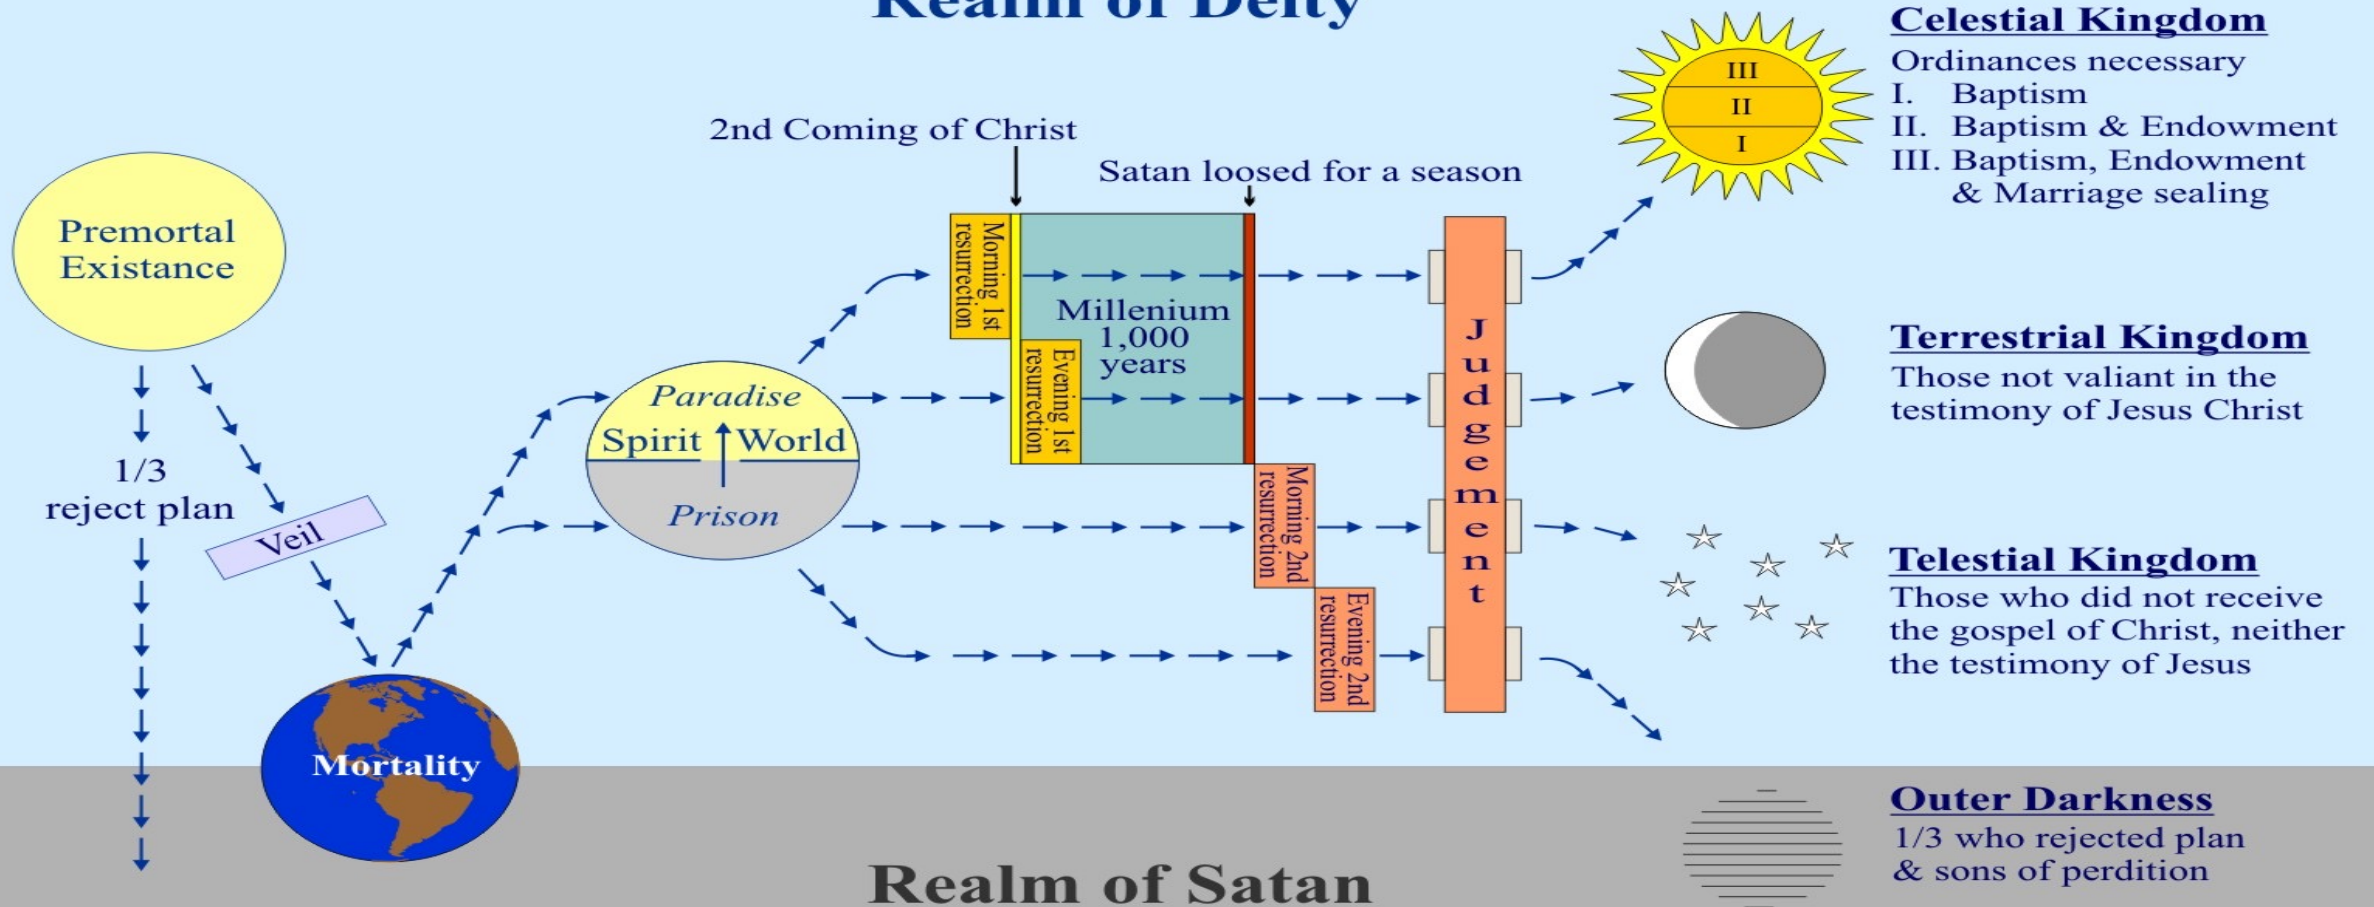 Realm of Deity
Celestial Kingdom
Ordinances necessary
I. Baptism
II. Baptism & Endowment
III. Baptism, Endowment
& Marriage sealing
III
II
I
2nd Coming of Christ
Satan loosed for a season
Premortal
Existance
1/3
reject plan
Veil
Mortality
Paradise
Spirit World
Prison
Morning 1st
resurrection
Evening 1st
resurrection
Millenium
1,000
years
Morning 2nd
resurrection
Evening 2nd
resurrection
Judgement
Terrestrial Kingdom
Those not valiant in the
testimony of Jesus Christ
Telestial Kingdom
Those who did not receive
the gospel of Christ, neither
the testimony of Jesus
Outer Darkness
1/3 who rejected plan
& sons of perdition
Realm of Satan